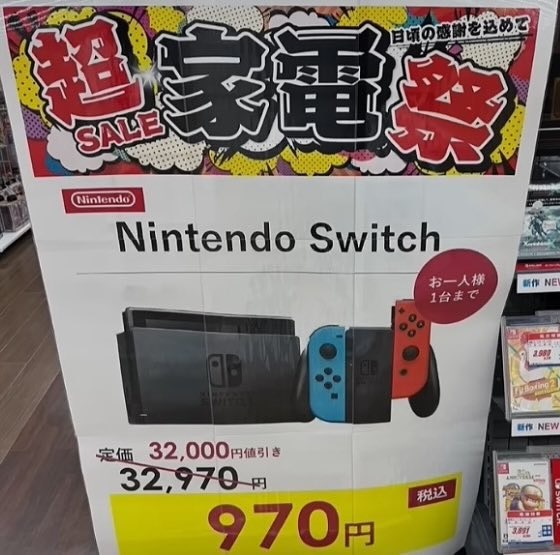 日頃の感謝を込めて
超家電祭
SALE
Nintendo
Nintendo Switch
お一人様
1台まで
定価 32,000円値引き
32,970円
税込
970円
新作 NEW
新作 NEW